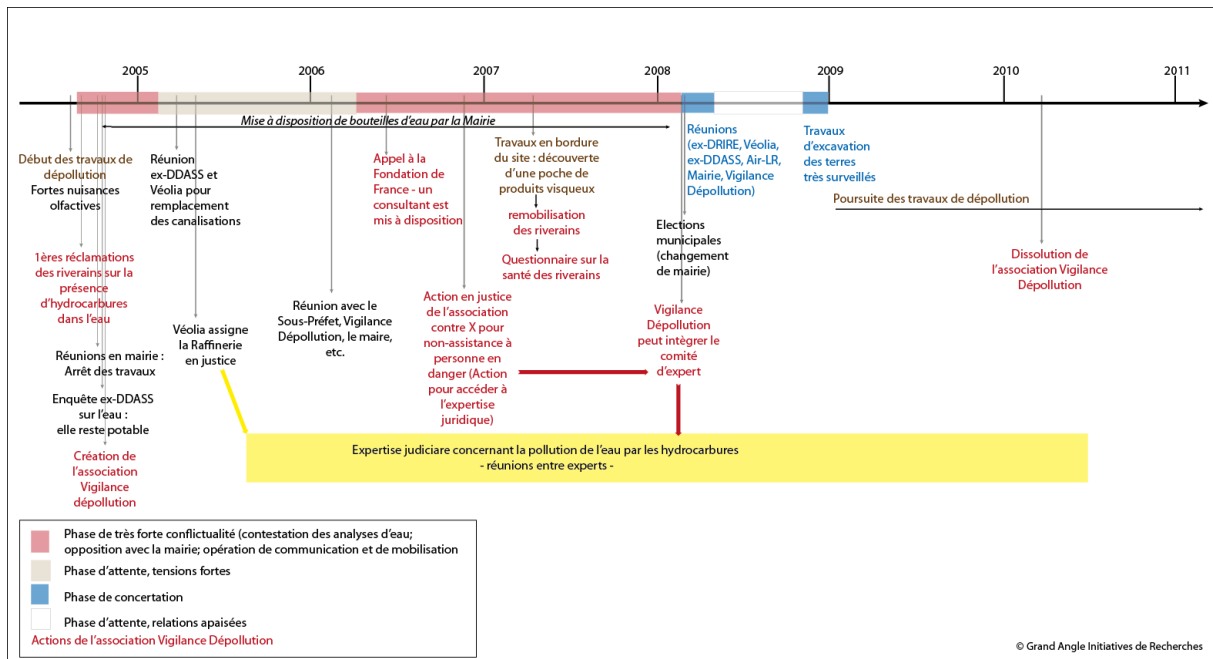 2005
2006
2007
2008
2009
2010
2011
Mise à disposition de bouteilles d'eau par la Mairie
Début des travaux de
dépollution
Fortes nuisances
olfactives
1ères réclamations
des riverains sur la
présence
d'hydrocarbures
dans l'eau
Réunions en mairie :
Arrêt des travaux
Enquête ex-DDASS
sur l'eau :
elle reste potable
Création de
l'association
Vigilance
dépollution
Réunion
ex-DDASS et
Véolia pour
remplacement
des canalisations
Véolia assigne
la Raffinerie
en justice
Réunion avec le
Sous-Préfet, Vigilance
Dépollution, le maire,
etc.
Appel à la
Fondation de
France - un
consultant est
mis à disposition
Action en justice
de l'association
contre X pour
non-assistance à
personne en
danger (Action
pour accéder à
l'expertise
juridique)
Travaux en bordure
du site : découverte
d'une poche de
produits visqueux
remobilisation
des riverains
Questionnaire sur la
santé des riverains
Réunions
(ex-DRIRE, Véolia,
ex-DDASS, Air-LR,
Mairie, Vigilance
Dépollution)
Elections
municipales
(changement
de mairie)
Vigilance
Dépollution
peut intègrer le
comité
d'expert
Travaux
d'excavation
des terres
très surveillés
Poursuite des travaux de dépollution
Dissolution de
l'association Vigilance
Dépollution
Expertise judiciare concernant la pollution de l'eau par les hydrocarbures
- réunions entre experts -
Phase de très forte conflictualité (contestation des analyses d'eau;
opposition avec la mairie; opération de communication et de mobilisation
Phase d'attente, tensions fortes
Phase de concertation
Phase d'attente, relations apaisées
Actions de l'association Vigilance Dépollution
© Grand Angle Initiatives de Recherches